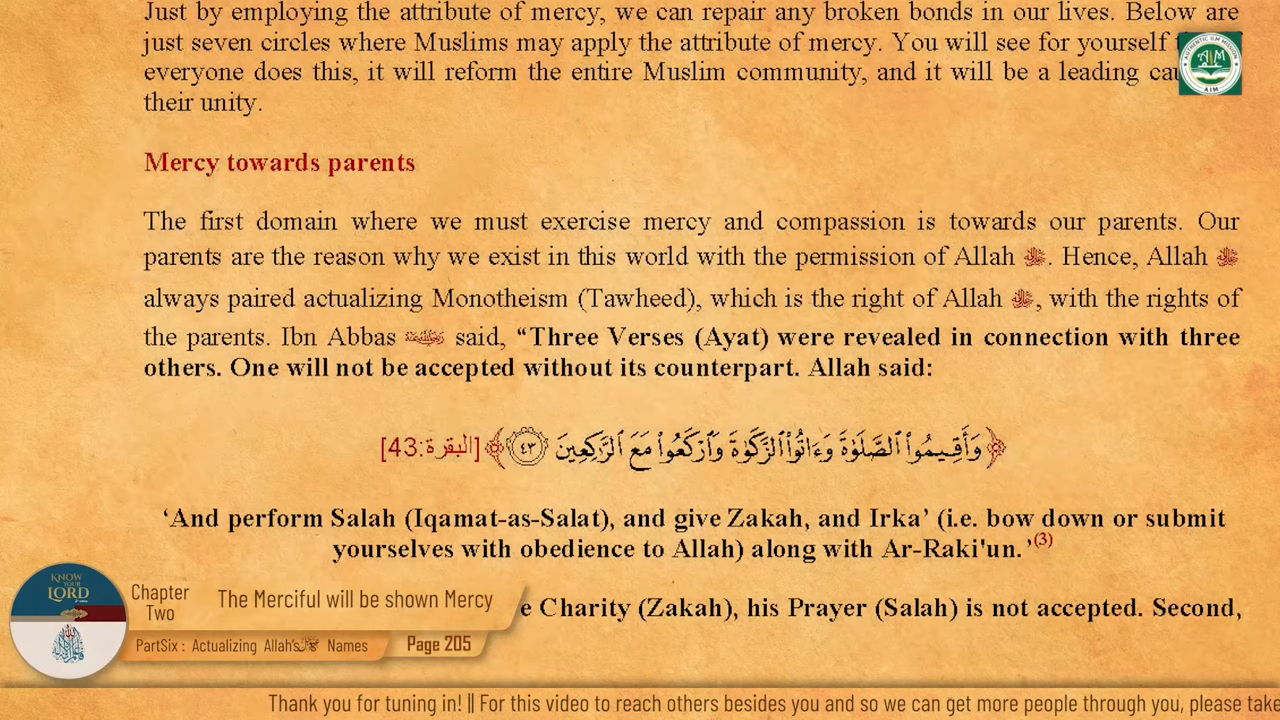 Just by employing the attribute of mercy, we can repair any broken bonds in our lives. Below are
just seven circles where Muslims may apply the attribute of mercy. You will see for yourself
everyone does this, it will reform the entire Muslim community, and it will be a leading
their unity.
Mercy towards parents
The first domain where we must exercise mercy and compassion is towards our parents. Our
parents are the reason why we exist in this world with the permission of Allah ﷻ. Hence, Allah ﷻ
always paired actualizing Monotheism (Tawheed), which is the right of Allah ﷻ, with the rights of
the parents. Ibn Abbas said, “Three Verses (Ayat) were revealed in connection with three
others. One will not be accepted without its counterpart. Allah said:
﴿وَأَقِيمُوا۟ ٱلصَّلَوٰةَ وَءَاتُوا۟ ٱلزَّكَوٰةَ وَٱرْكَعُوا۟ مَعَ ٱلرَّٰكِعِينَ ٤٣﴾ [البقرة:43]
‘And perform Salah (Iqamat-as-Salat), and give Zakah, and Irka’ (i.e. bow down or submit
yourselves with obedience to Allah) along with Ar-Raki'un.’(3)
e Charity (Zakah), his Prayer (Salah) is not accepted. Second,
AIM
AUTHENTIC ILM MISSION
AIM
KNOW
YOUR
LORD
Chapter
Two
The Merciful will be shown Mercy
PartSix : Actualizing Allah's ﷻ Names
Page 205
Thank you for tuning in! || For this video to reach others besides you and so we can get more people through you, please take